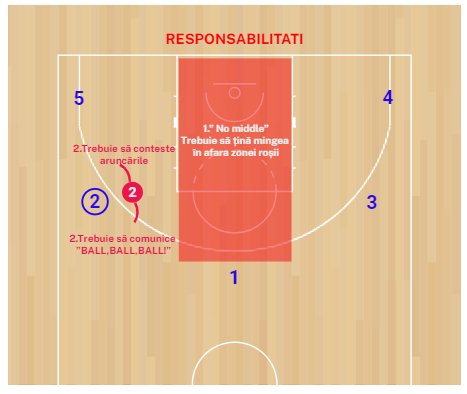 RESPONSABILITATI
5
4
1.” No middle”
Trebuie să țină mingea
în afara zonei roșii
2.Trebuie să conteste
aruncările
2
2
3
2.Trebuie să comunice
”BALL,BALL,BALL!”
1